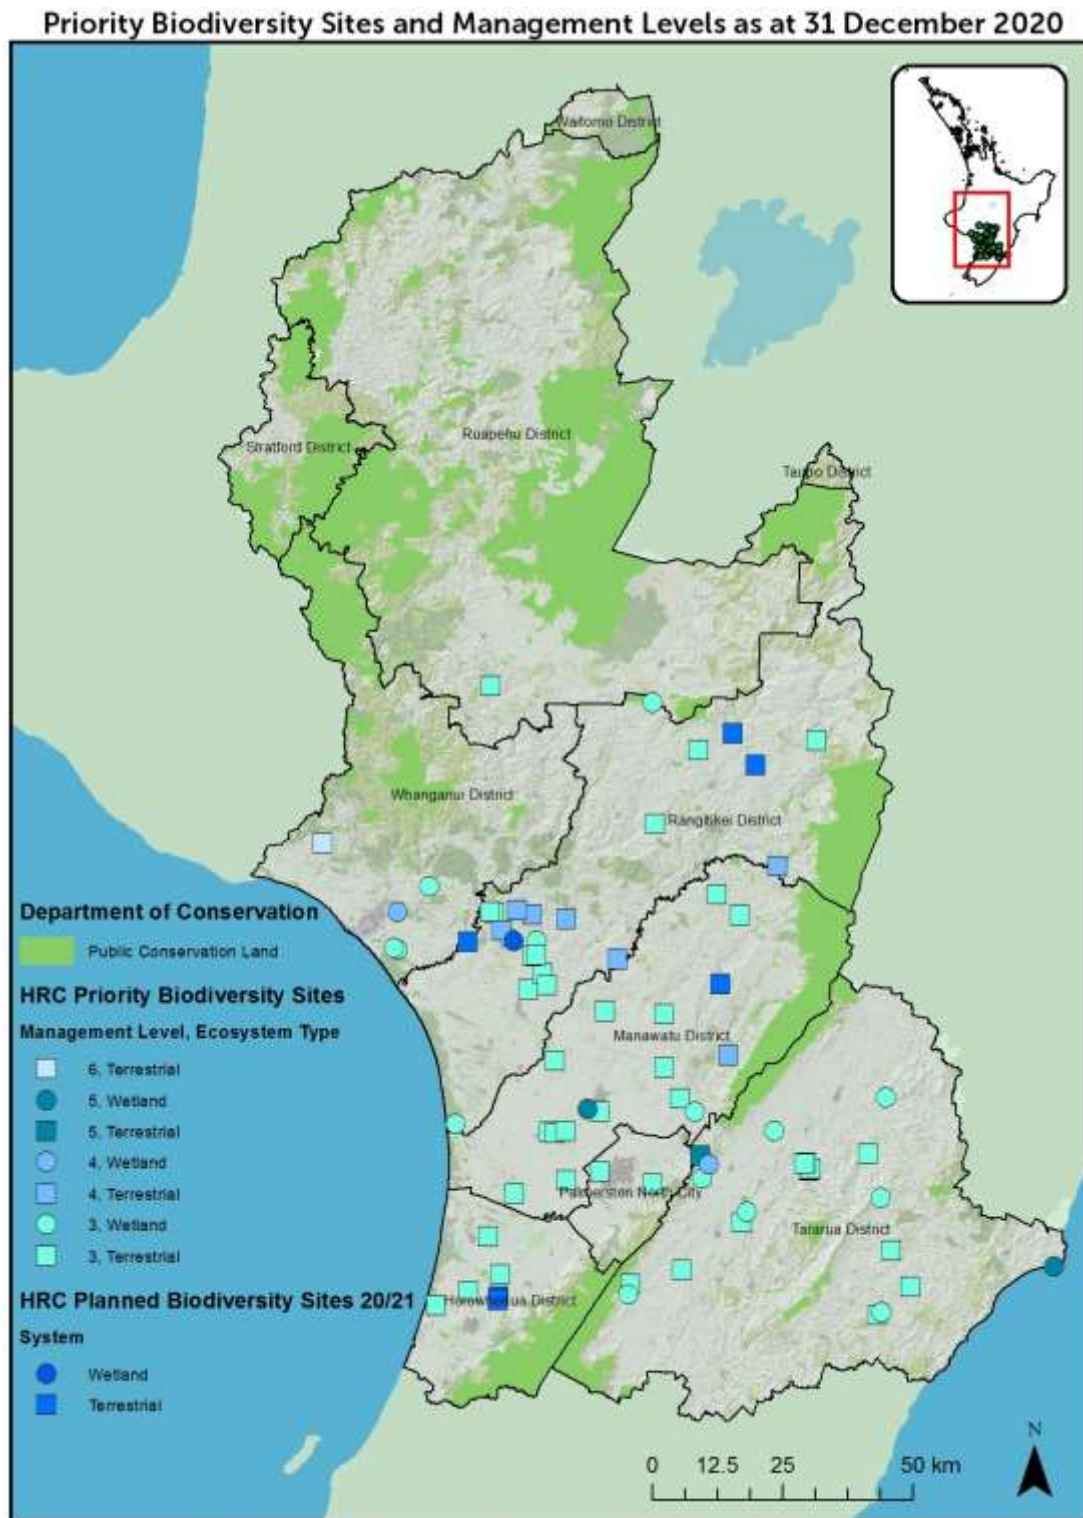 Priority Biodiversity Sites and Management Levels as at 31 December 2020
Waitomo District
Stratford District
Ruapehu District
Taupo District
Whanganui District
Rangitikei District
Department of Conservation
Public Conservation Land
HRC Priority Biodiversity Sites
Management Level, Ecosystem Type
6, Terrestrial
5, Wetland
5, Terrestrial
4, Wetland
4, Terrestrial
3, Wetland
3, Terrestrial
HRC Planned Biodiversity Sites 20/21
System
Wetland
Terrestrial
Manawatu District
Palmerston North City
Tararua District
Horowhenua District
N
0 12.5 25 50 km